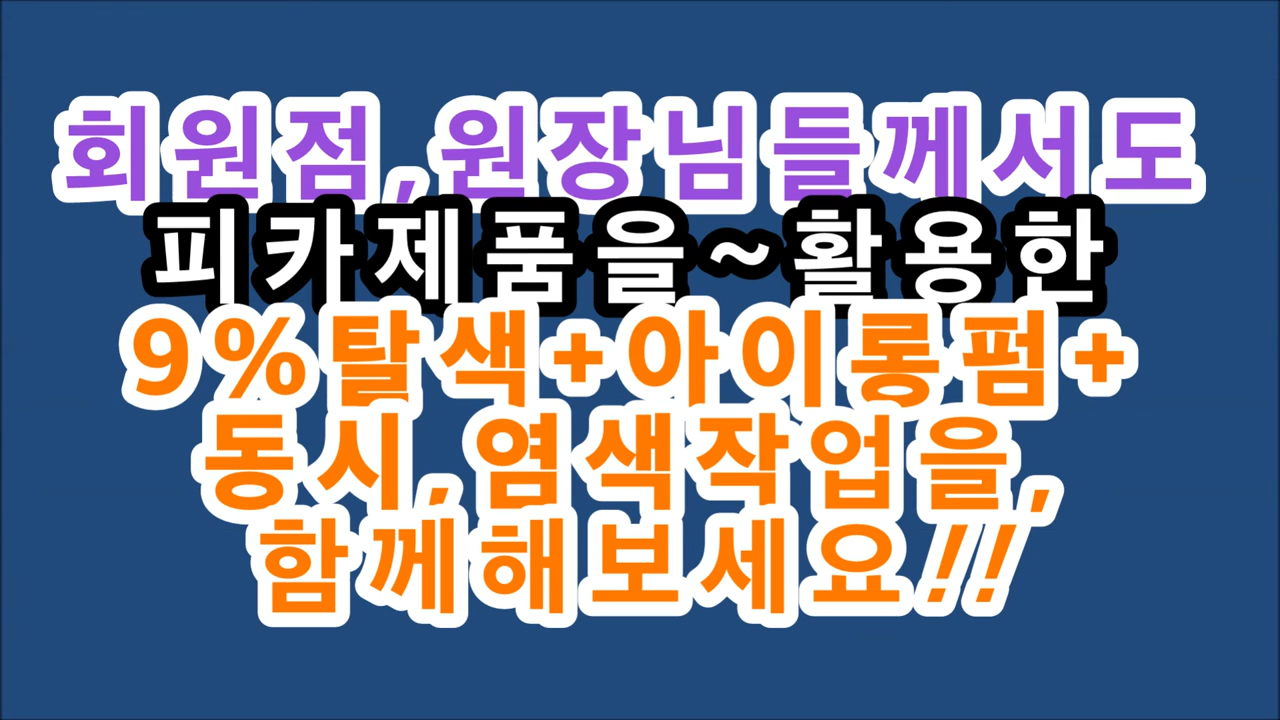 회원점,원장님들께서도
피카제품을~활용한
9%탈색+아이롱펌+
동시,염색작업을,
함께해보세요!!